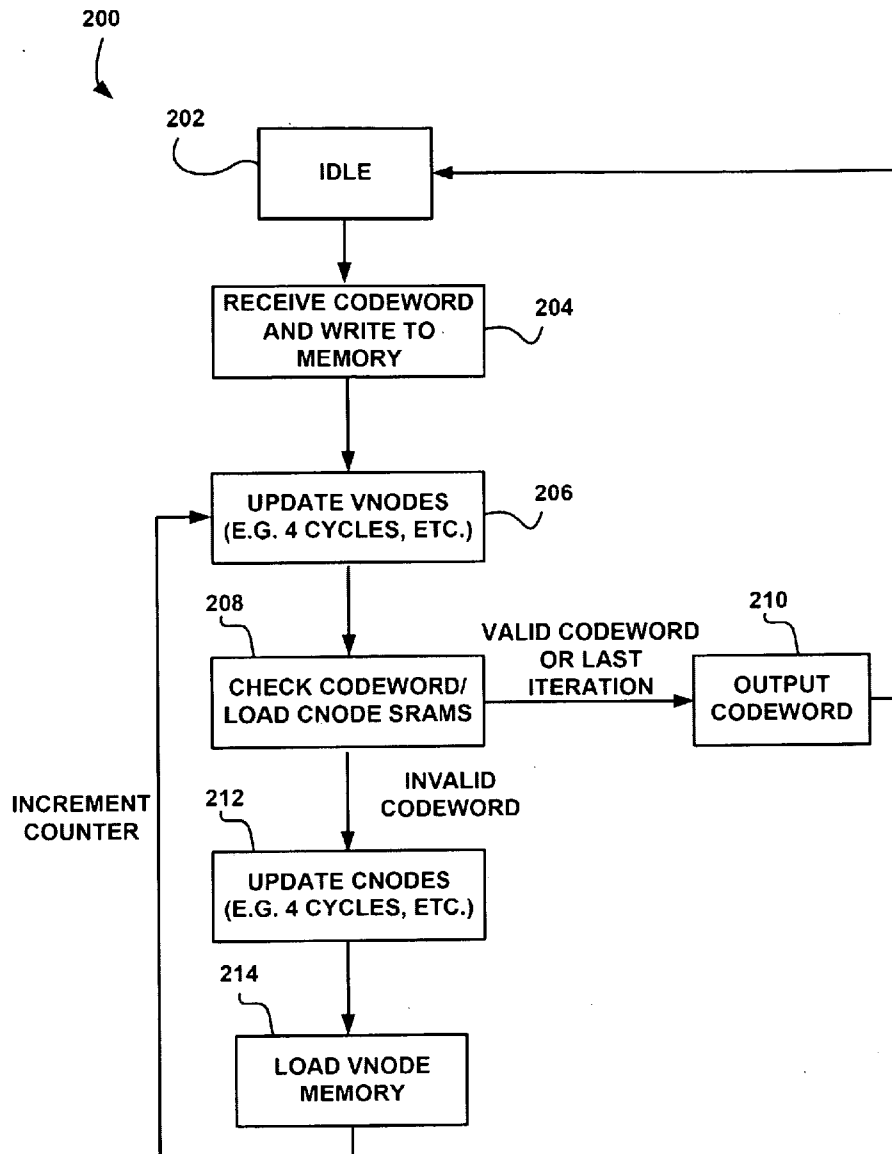 200
202
IDLE
RECEIVE CODEWORD
AND WRITE TO
MEMORY
204
UPDATE VNODES
(E.G. 4 CYCLES, ETC.)
206
208
CHECK CODEWORD/
LOAD CNODE SRAMS
VALID CODEWORD
OR LAST
ITERATION
210
OUTPUT
CODEWORD
INVALID
CODEWORD
INCREMENT
COUNTER
212
UPDATE CNODES
(E.G. 4 CYCLES, ETC.)
214
LOAD VNODE
MEMORY